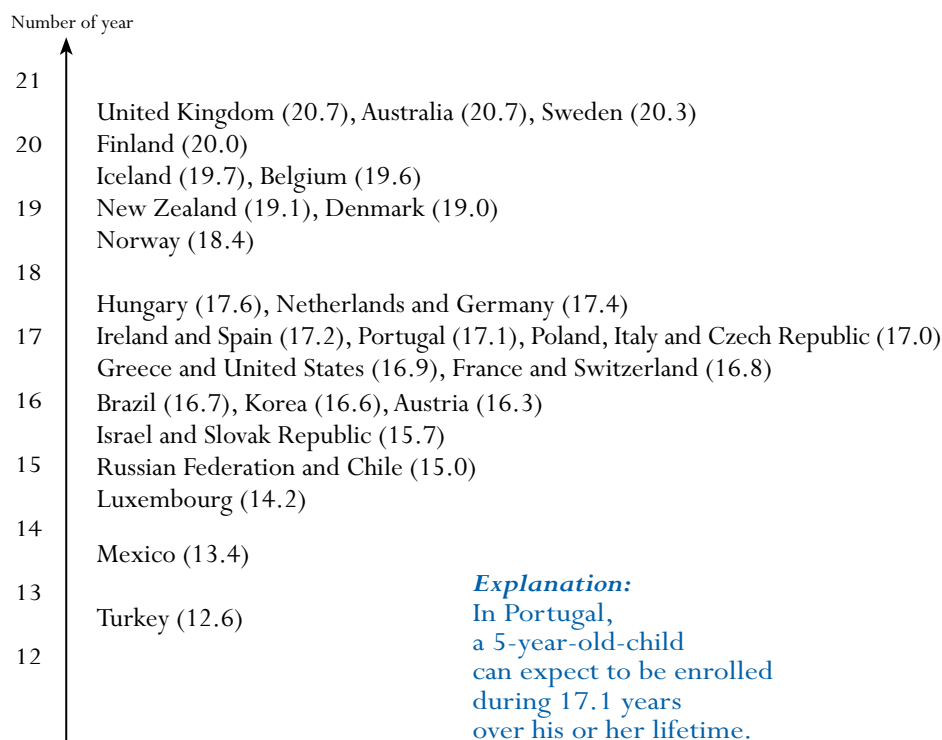 Number of year
21
United Kingdom (20.7), Australia (20.7), Sweden (20.3)
20
Finland (20.0)
Iceland (19.7), Belgium (19.6)
19
New Zealand (19.1), Denmark (19.0)
Norway (18.4)
18
Hungary (17.6), Netherlands and Germany (17.4)
17
Ireland and Spain (17.2), Portugal (17.1), Poland, Italy and Czech Republic (17.0)
Greece and United States (16.9), France and Switzerland (16.8)
16
Brazil (16.7), Korea (16.6), Austria (16.3)
Israel and Slovak Republic (15.7)
15
Russian Federation and Chile (15.0)
Luxembourg (14.2)
14
Mexico (13.4)
13
Turkey (12.6)
12
Explanation:
In Portugal,
a 5-year-old-child
can expect to be enrolled
during 17.1 years
over his or her lifetime.